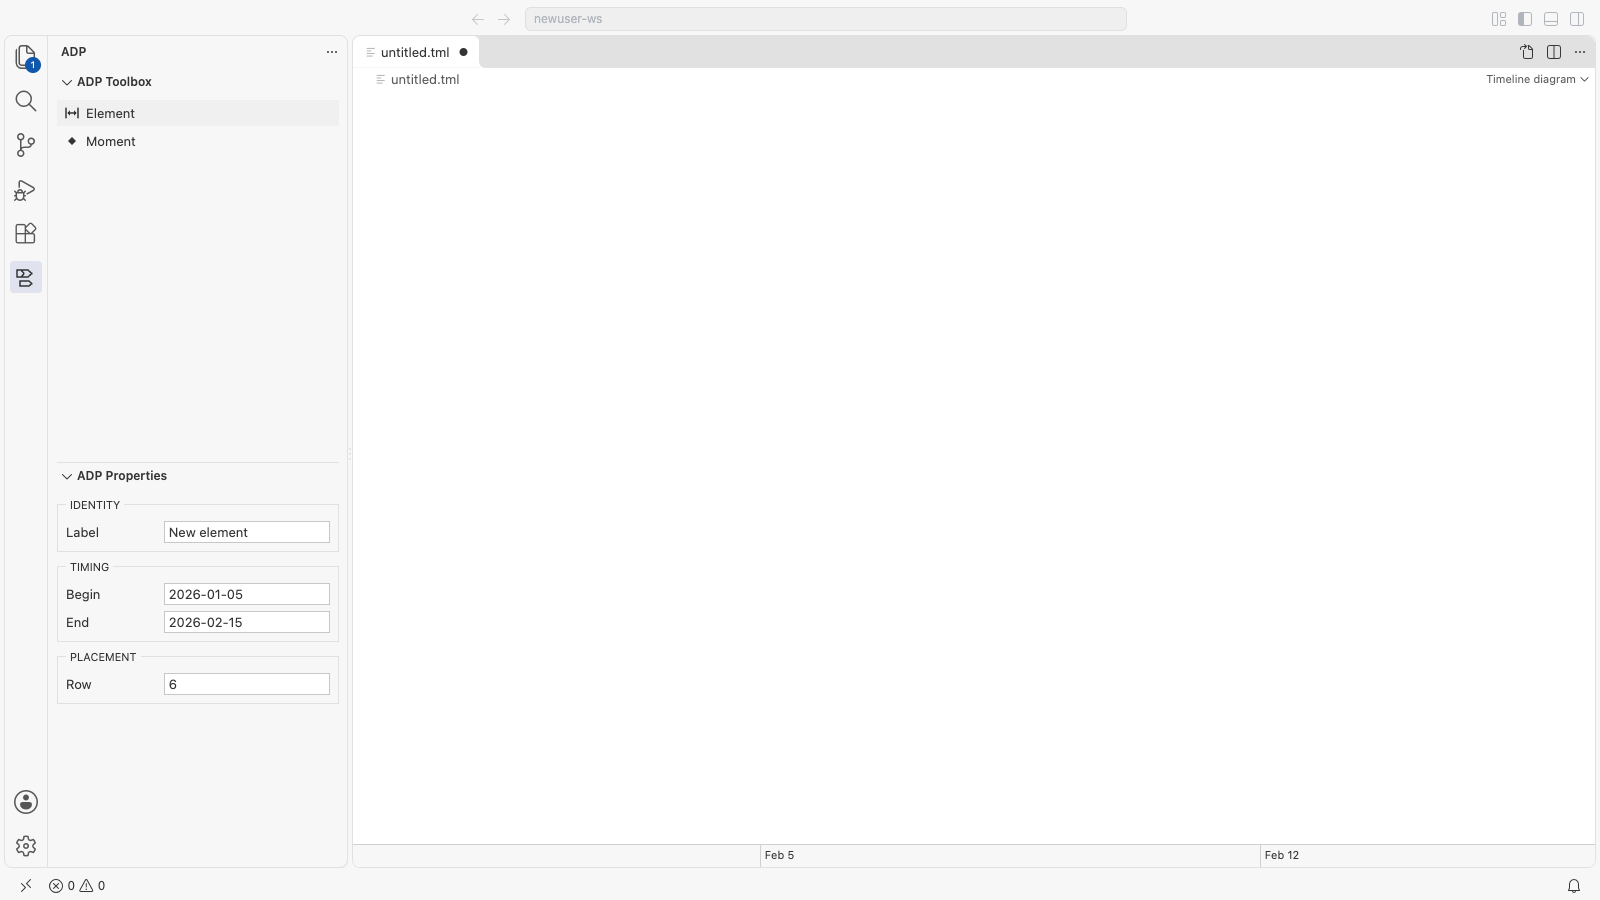 newuser-ws
1
ADP
ADP Toolbox
Element
Moment
ADP Properties
IDENTITY
Label
New element
TIMING
Begin
2026-01-05
End
2026-02-15
PLACEMENT
Row
6
untitled.tml
untitled.tml
Timeline diagram
Feb 5
Feb 12
0
0